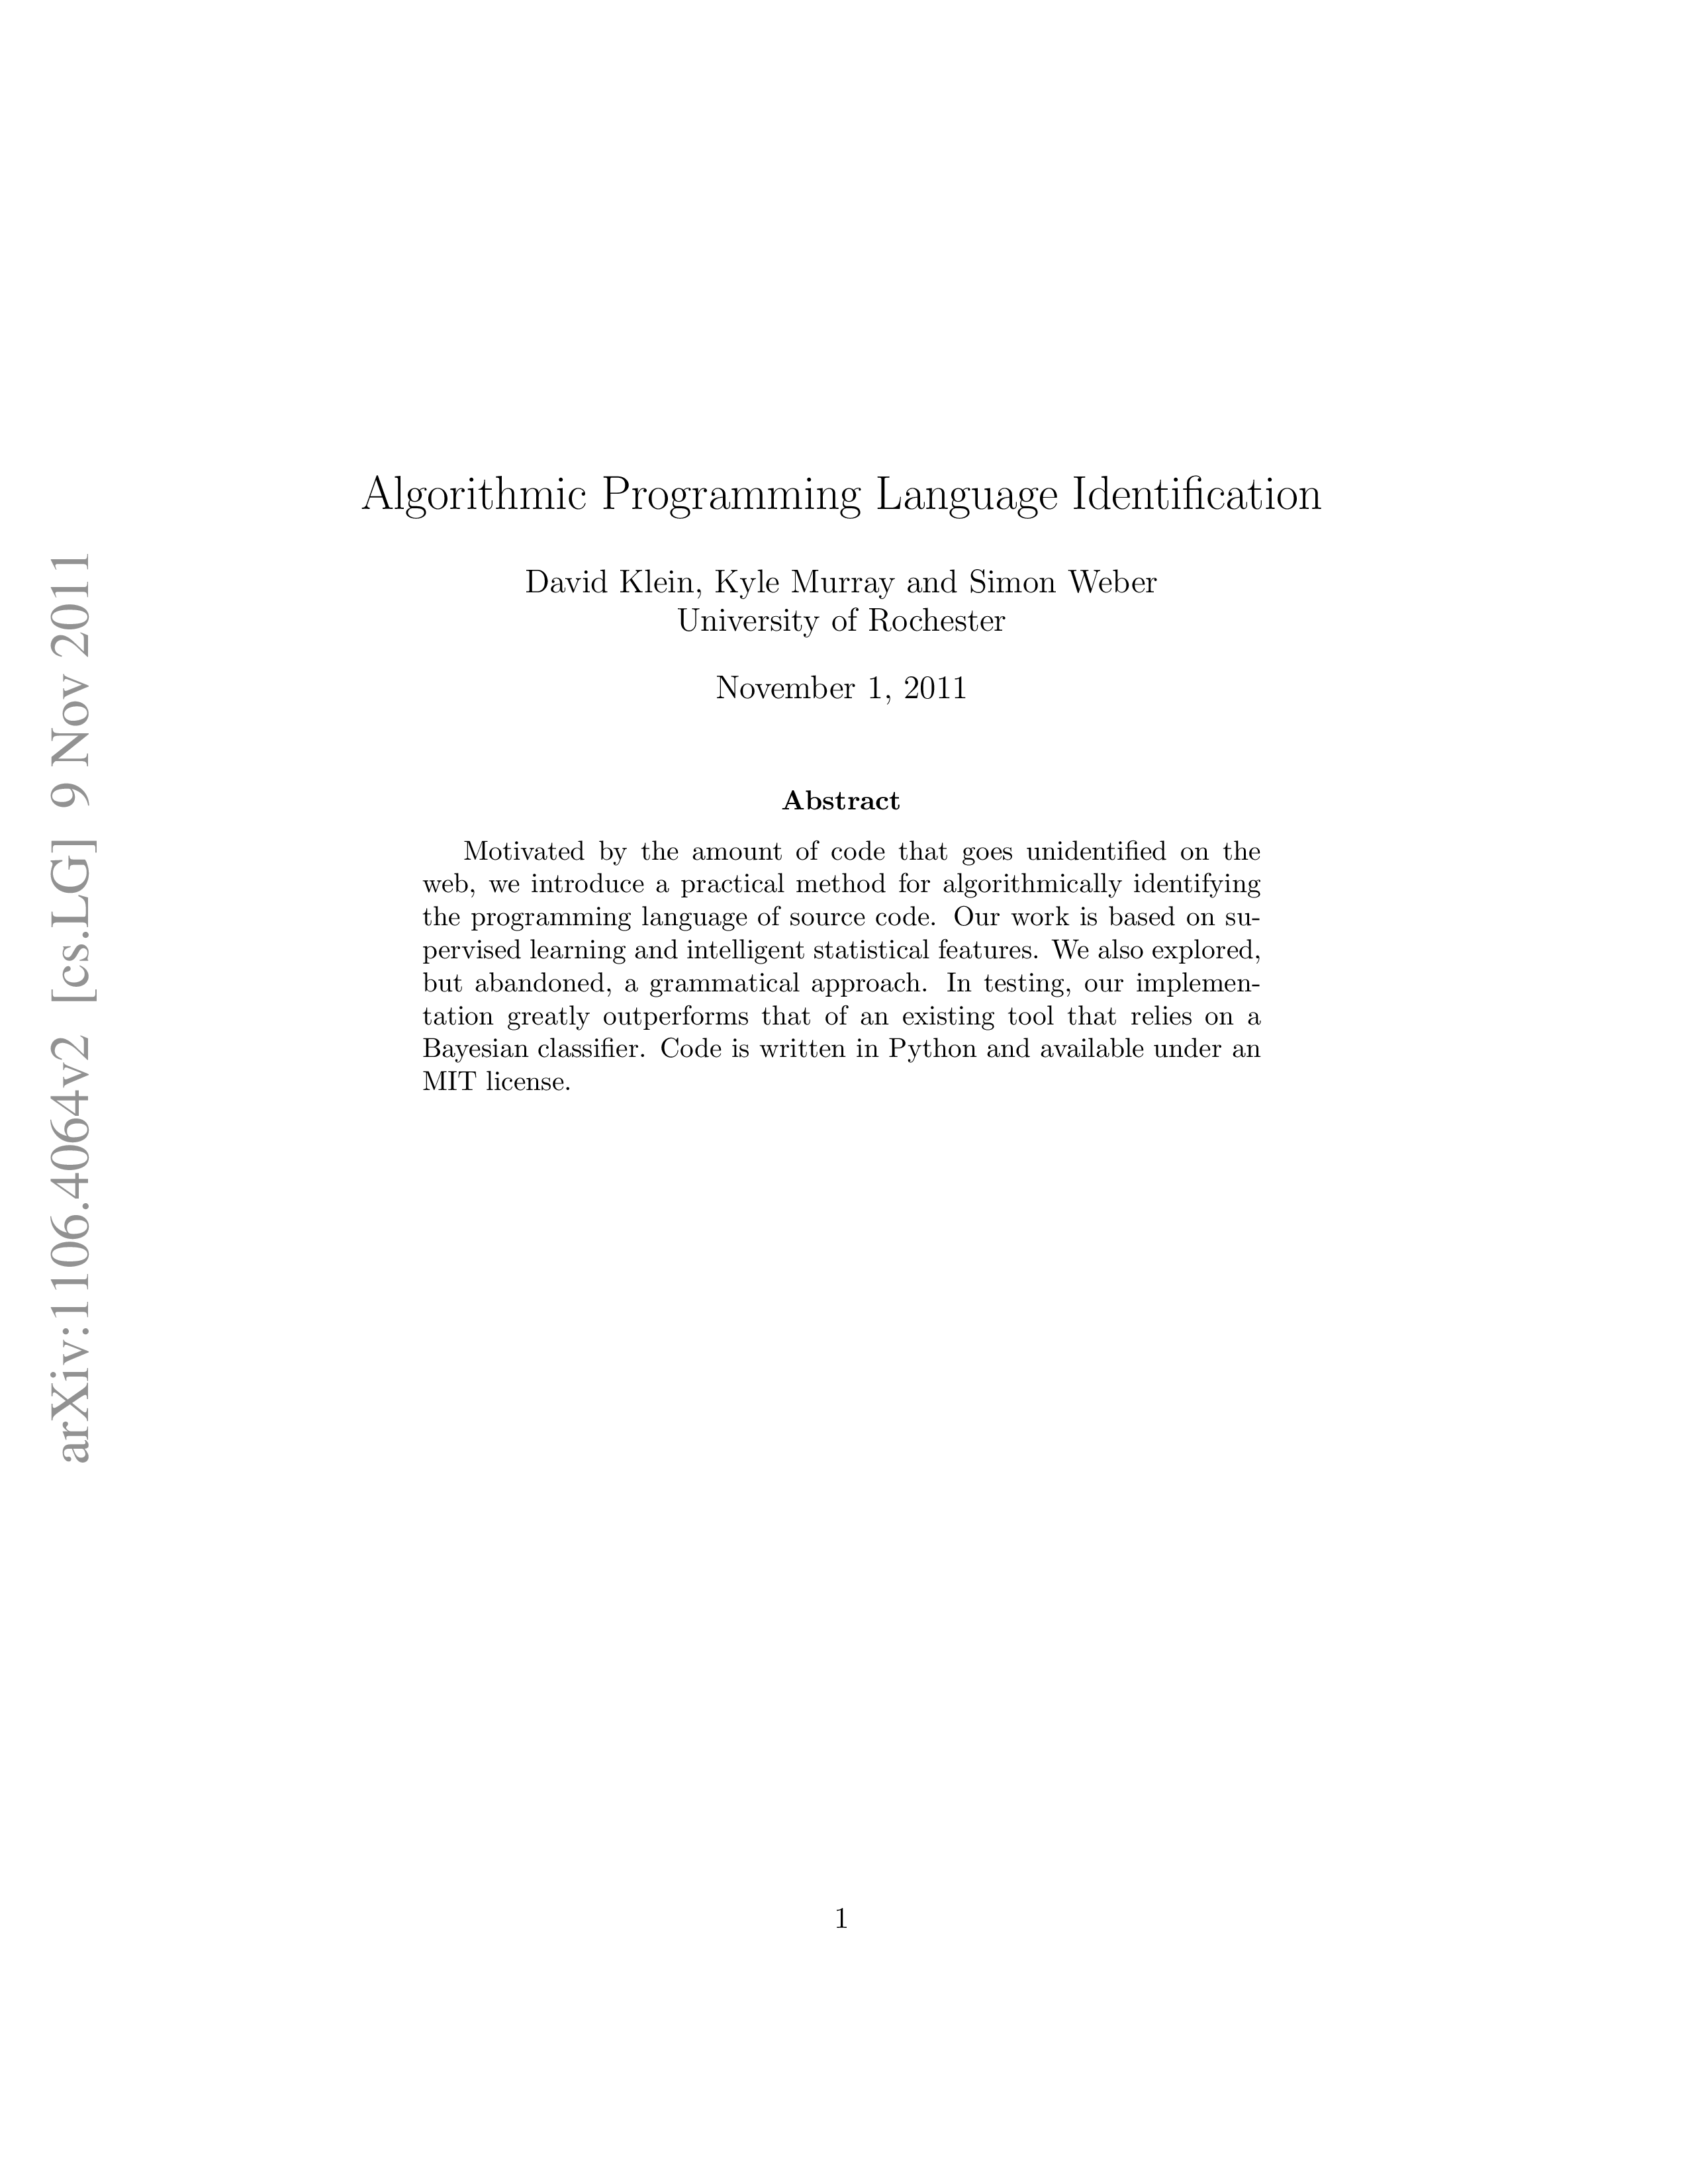 Algorithmic Programming Language Identification
David Klein, Kyle Murray and Simon Weber
University of Rochester
November 1, 2011
Abstract
Motivated by the amount of code that goes unidentified on the
web, we introduce a practical method for algorithmically identifying
the programming language of source code. Our work is based on su-
pervised learning and intelligent statistical features. We also explored,
but abandoned, a grammatical approach. In testing, our implemen-
tation greatly outperforms that of an existing tool that relies on a
Bayesian classifier. Code is written in Python and available under an
MIT license.
arXiv:1106.4064v2 [cs.LG] 9 Nov 2011
1